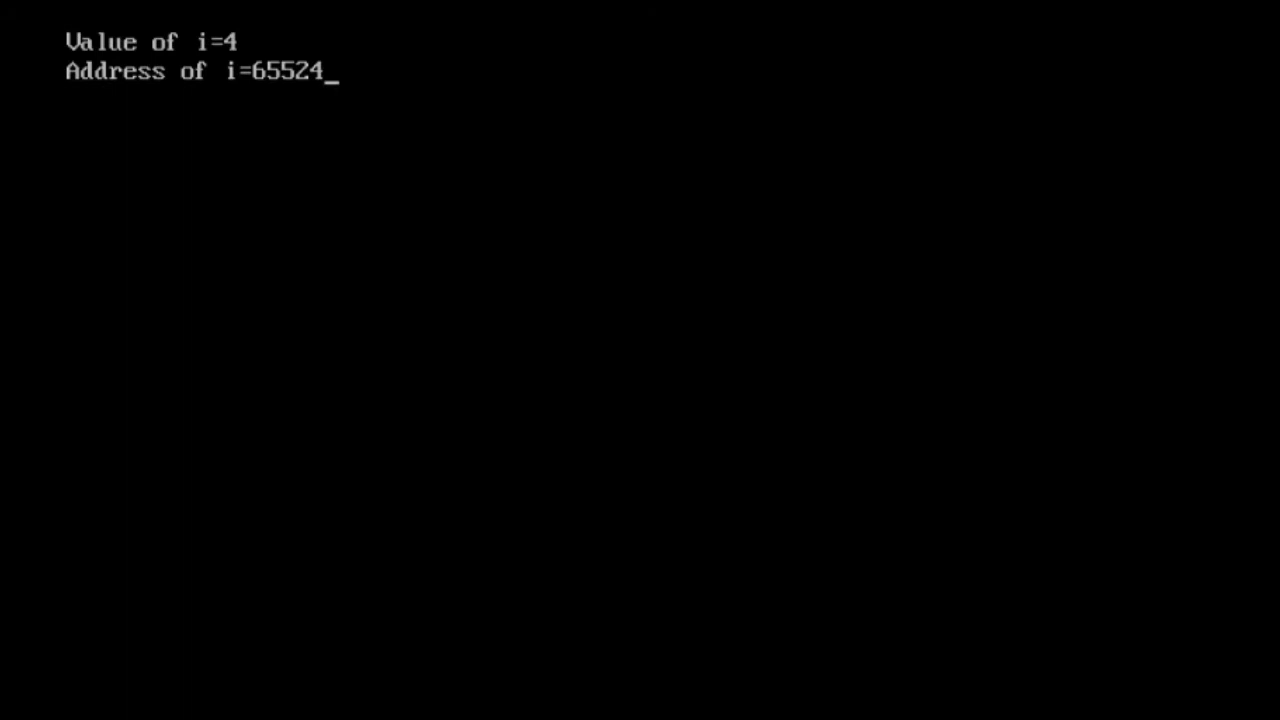 Value of i=4
Address of i=65524_